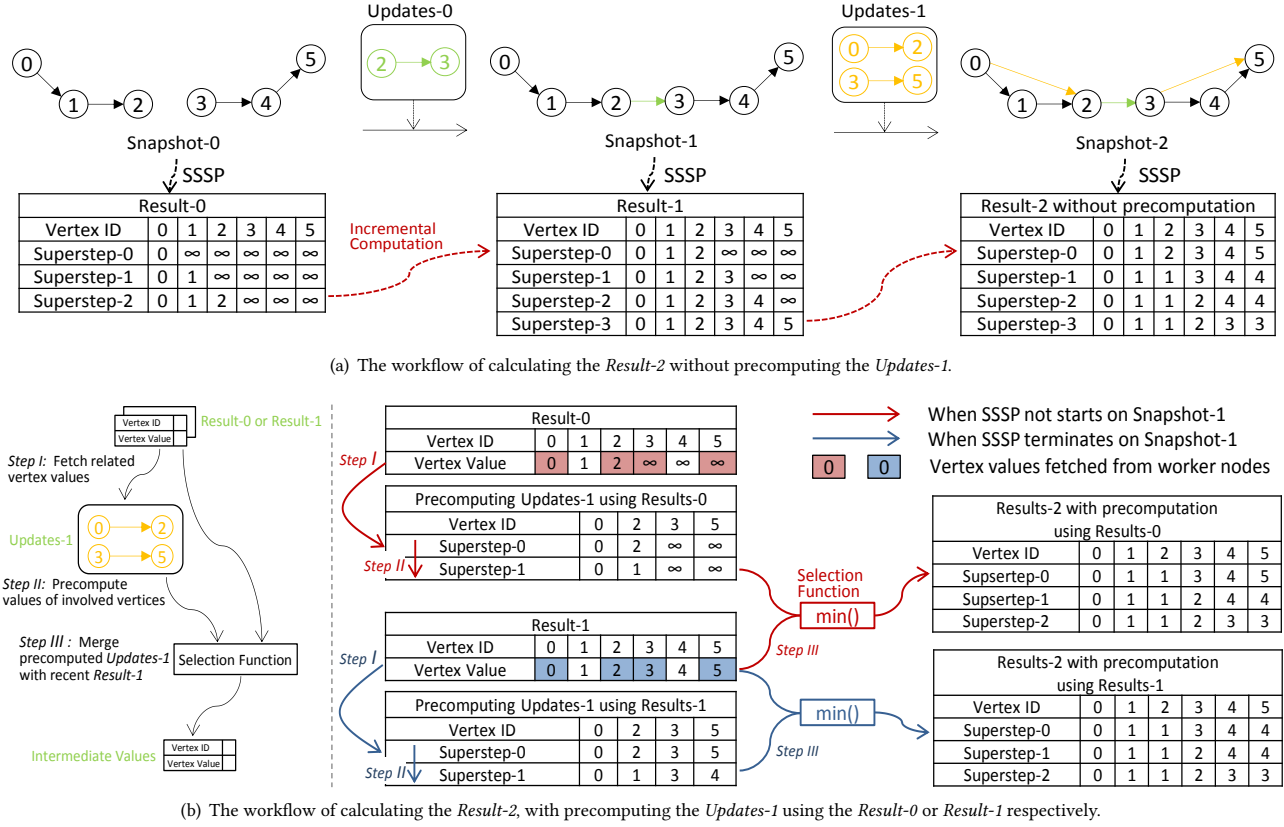 Updates-0
Updates-1
0
1
2
3
4
5
2
3
0
1
2
3
4
5
0
2
3
5
0
1
2
3
4
5
Snapshot-0
Snapshot-1
Snapshot-2
SSSP
SSSP
SSSP
Result-0
Vertex ID 0 1 2 3 4 5
Superstep-0 0 ∞ ∞ ∞ ∞ ∞
Superstep-1 0 1 ∞ ∞ ∞ ∞
Superstep-2 0 1 2 ∞ ∞ ∞
Incremental
Computation
Result-1
Vertex ID 0 1 2 3 4 5
Superstep-0 0 1 2 ∞ ∞ ∞
Superstep-1 0 1 2 3 ∞ ∞
Superstep-2 0 1 2 3 4 ∞
Superstep-3 0 1 2 3 4 5
Result-2 without precomputation
Vertex ID 0 1 2 3 4 5
Superstep-0 0 1 2 3 4 5
Superstep-1 0 1 1 3 4 4
Superstep-2 0 1 1 2 4 4
Superstep-3 0 1 1 2 3 3
(a) The workflow of calculating the Result-2 without precomputing the Updates-1.
Vertex ID
Vertex Value
Result-0 or Result-1
Step I: Fetch related
vertex values
Updates-1
0
2
3
5
Step II: Precompute
values of involved vertices
Step III : Merge
precomputed Updates-1
with recent Result-1
Selection Function
Intermediate Values
Vertex ID
Vertex Value
Result-0
Vertex ID 0 1 2 3 4 5
Vertex Value 0 1 2 ∞ ∞ ∞
Step I
Precomputing Updates-1 using Results-0
Vertex ID 0 2 3 5
Superstep-0 0 2 ∞ ∞
Superstep-1 0 1 ∞ ∞
Step II
Result-1
Vertex ID 0 1 2 3 4 5
Vertex Value 0 1 2 3 4 5
Step I
Precomputing Updates-1 using Results-1
Vertex ID 0 2 3 5
Superstep-0 0 2 3 5
Superstep-1 0 1 3 4
Step II
When SSSP not starts on Snapshot-1
When SSSP terminates on Snapshot-1
0 0 Vertex values fetched from worker nodes
Selection
Function
min()
Step III
min()
Step III
Results-2 with precomputation
using Results-0
Vertex ID 0 1 2 3 4 5
Supsertep-0 0 1 1 3 4 5
Supsertep-1 0 1 1 2 4 4
Superstep-2 0 1 1 2 3 3
Results-2 with precomputation
using Results-1
Vertex ID 0 1 2 3 4 5
Superstep-0 0 1 1 3 4 4
Superstep-1 0 1 1 2 4 4
Superstep-2 0 1 1 2 3 3
(b) The workflow of calculating the Result-2, with precomputing the Updates-1 using the Result-0 or Result-1 respectively.